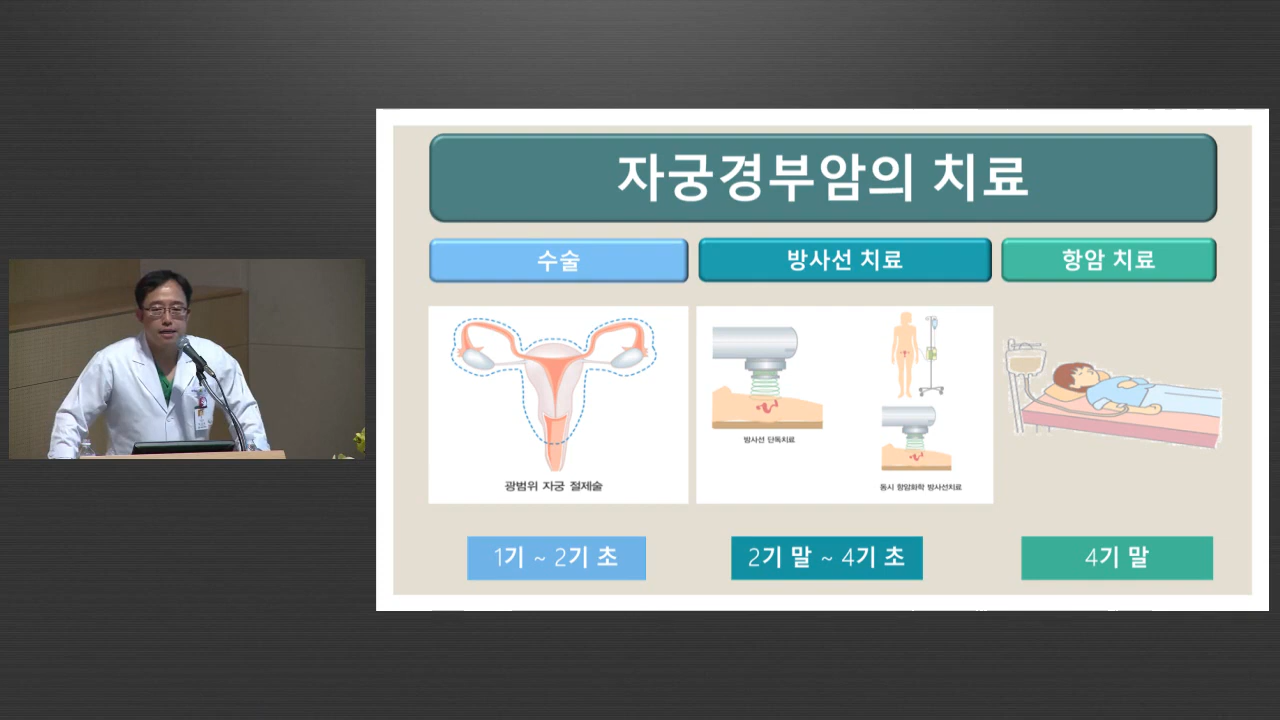 자궁경부암의 치료
수술
방사선 치료
항암 치료
광범위 자궁 절제술
방사선 단독치료
동시 항암화학 방사선치료
1기 ~ 2기 초
2기 말 ~ 4기 초
4기 말